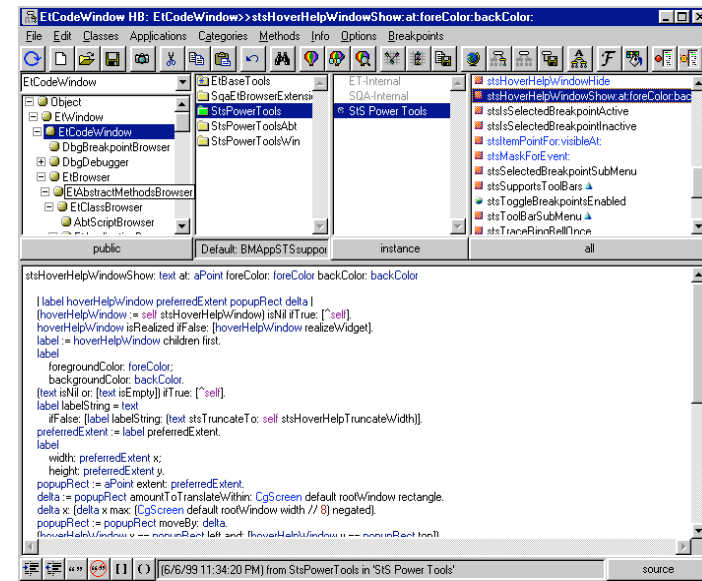 EtCodeWindow HB: EtCodeWindow>>stsHoverHelpWindowShow:at:foreColor:backColor:
File Edit Classes Applications Categories Methods Info Options Breakpoints
EtCodeWindow
Object
EtWindow
EtCodeWindow
DbgBreakpointBrowser
DbgDebugger
EtBrowser
EtAbstractMethodsBrowser
EtClassBrowser
AbtScriptBrowser
public
EtBaseTools
SqaEtBrowserExtensi
StsPowerTools
StsPowerToolsAbt
StsPowerToolsWin
Default: BMAppSTSsuppor
ET-Internal
SQA-Internal
StS Power Tools
instance
stsHoverHelpWindowHide
stsHoverHelpWindowShow:at:foreColor:bac
stsIsSelectedBreakpointActive
stsIsSelectedBreakpointInactive
stsItemPointFor:visibleAt:
stsMaskForEvent:
stsSelectedBreakpointSubMenu
stsSupportsToolBars
stsToggleBreakpointsEnabled
stsToolBarSubMenu
stsTraceRingBellOnce
all
stsHoverHelpWindowShow: text at: aPoint foreColor: foreColor backColor: backColor
| label hoverHelpWindow preferredExtent popupRect delta |
(hoverHelpWindow := self stsHoverHelpWindow) isNil ifTrue: [^self].
hoverHelpWindow isRealized ifFalse: [hoverHelpWindow realizeWidget].
label := hoverHelpWindow children first.
label
foregroundColor: foreColor;
backgroundColor: backColor.
(text isNil or: [text isEmpty]) ifTrue: [^self].
label labelString = text
ifFalse: [label labelString: (text stsTruncateTo: self stsHoverHelpTruncateWidth)].
preferredExtent := label preferredExtent.
label
width: preferredExtent x;
height: preferredExtent y.
popupRect := aPoint extent: preferredExtent.
delta := popupRect amountToTranslateWithin: CgScreen default rootWindow rectangle.
delta x: (delta x max: (CgScreen default rootWindow width // 8) negated).
popupRect := popupRect moveBy: delta.
(hoverHelpWindow x == popupRect left and: [hoverHelpWindow y == popupRect top])
(6/6/99 11:34:20 PM) from StsPowerTools in 'StS Power Tools'
source